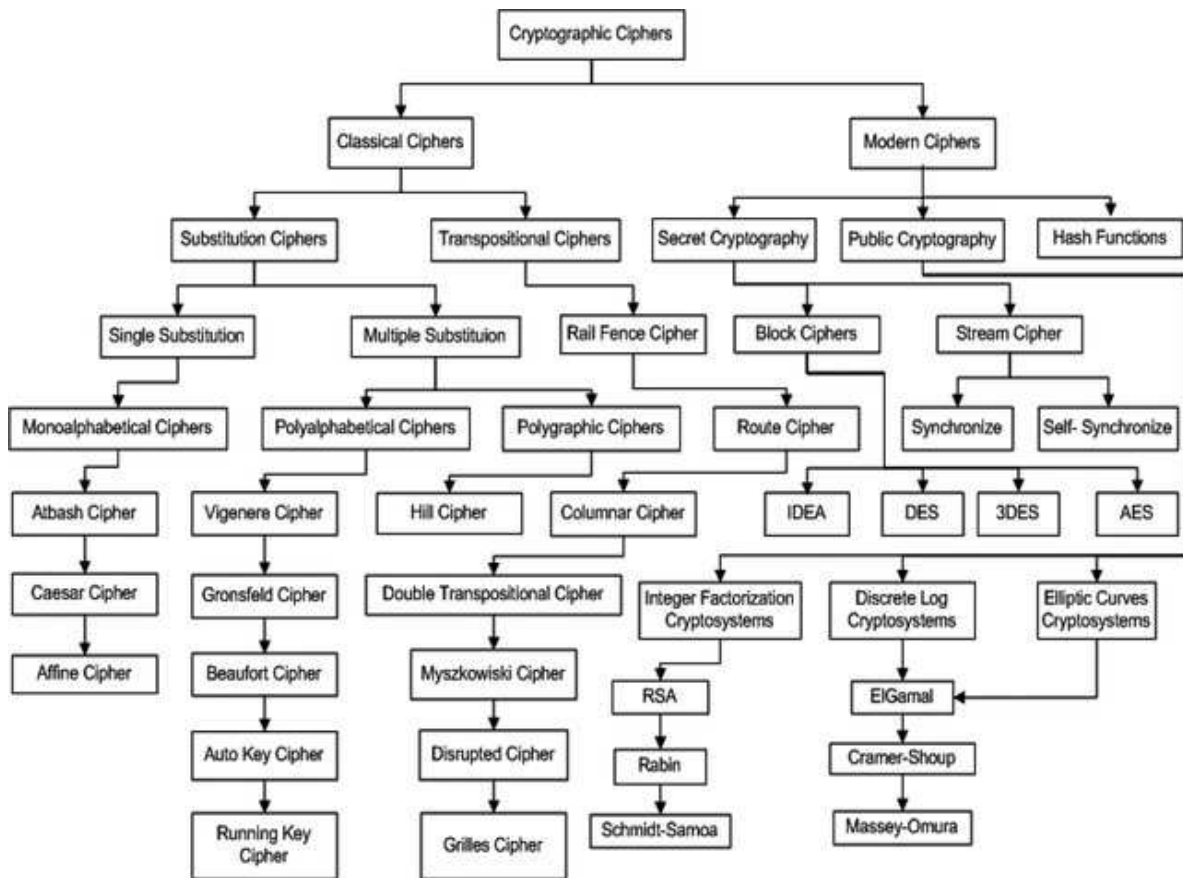 Cryptographic Ciphers
Classical Ciphers
Modern Ciphers
Substitution Ciphers
Transpositional Ciphers
Secret Cryptography
Public Cryptography
Hash Functions
Single Substitution
Multiple Substituion
Rail Fence Cipher
Block Ciphers
Stream Cipher
Monoalphabetical Ciphers
Polyalphabetical Ciphers
Polygraphic Ciphers
Route Cipher
Synchronize
Self- Synchronize
Atbash Cipher
Vigenere Cipher
Hill Cipher
Columnar Cipher
IDEA
DES
3DES
AES
Caesar Cipher
Gronsfeld Cipher
Double Transpositional Cipher
Integer Factorization
Cryptosystems
Discrete Log
Cryptosystems
Elliptic Curves
Cryptosystems
Affine Cipher
Beaufort Cipher
Myszkowiski Cipher
RSA
ElGamal
Auto Key Cipher
Disrupted Cipher
Rabin
Cramer-Shoup
Running Key
Cipher
Grilles Cipher
Schmidt-Samoa
Massey-Omura